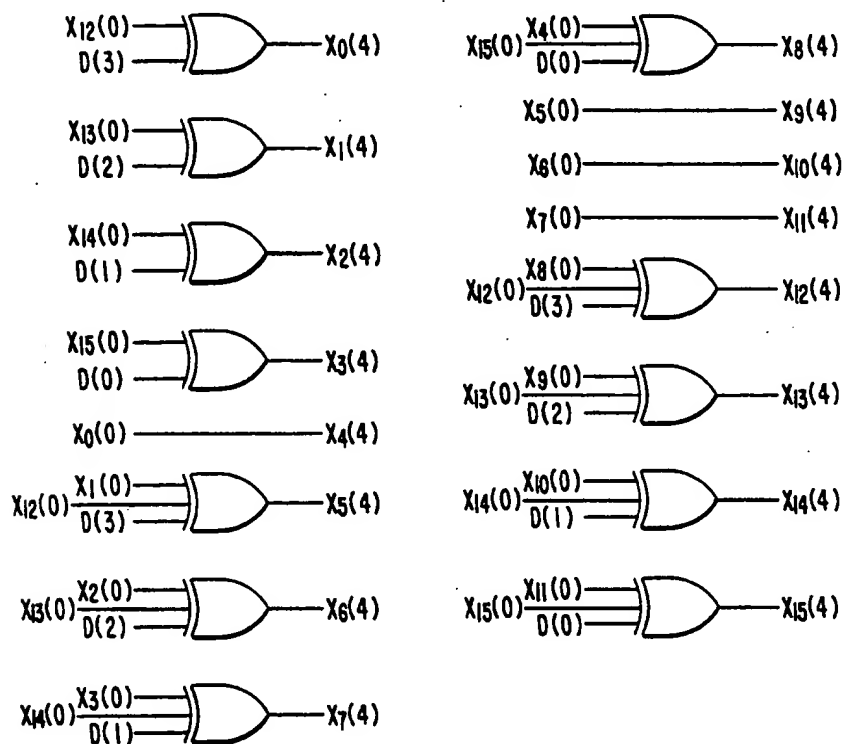 X12(0)
D(3)
X0(4)
X13(0)
D(2)
X1(4)
X14(0)
D(1)
X2(4)
X15(0)
D(0)
X3(4)
X0(0)
X4(4)
X12(0)
X1(0)
D(3)
X5(4)
X13(0)
X2(0)
D(2)
X6(4)
X14(0)
X3(0)
D(1)
X7(4)
X15(0)
X4(0)
D(0)
X8(4)
X5(0)
X9(4)
X6(0)
X10(4)
X7(0)
X11(4)
X12(0)
X8(0)
D(3)
X12(4)
X13(0)
X9(0)
D(2)
X13(4)
X14(0)
X10(0)
D(1)
X14(4)
X15(0)
X11(0)
D(0)
X15(4)